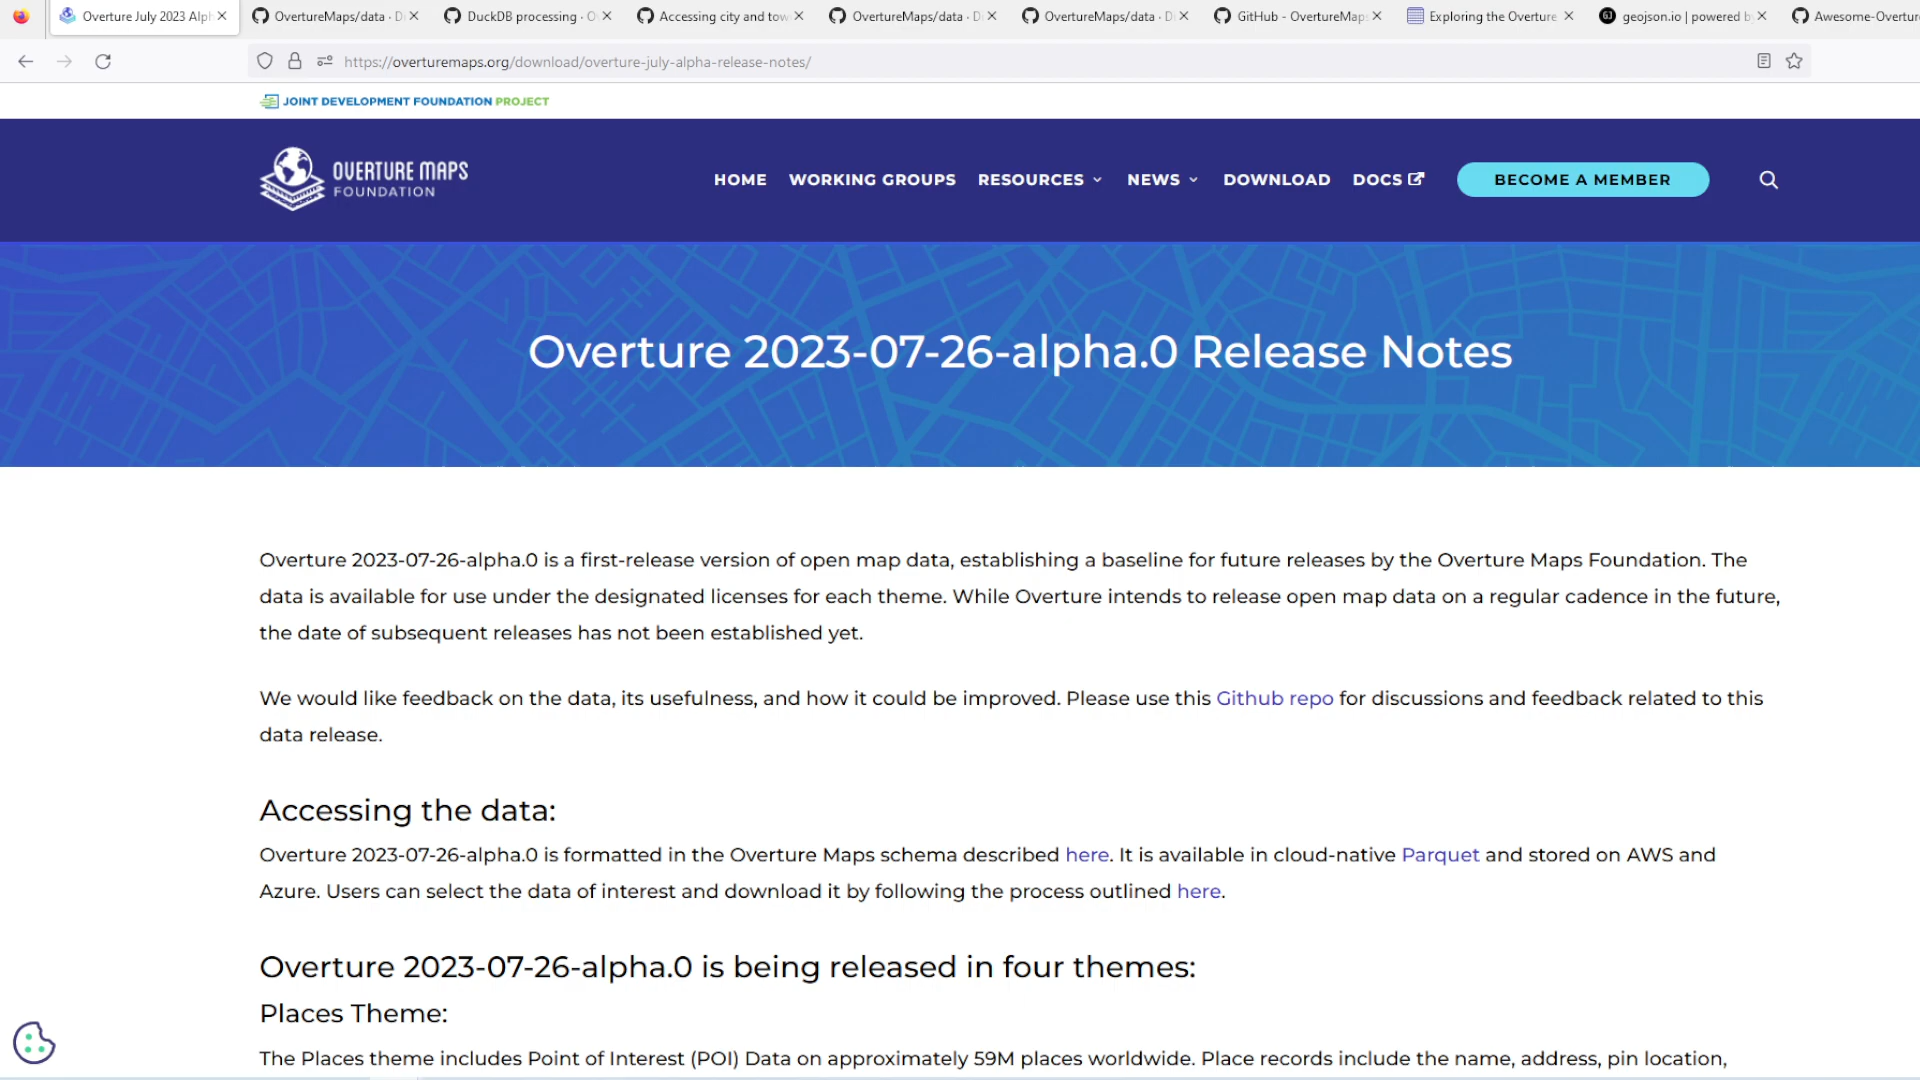 Overture July 2023 Alph
OvertureMaps/data · Di
DuckDB processing · O
Accessing city and tow
OvertureMaps/data · D
OvertureMaps/data · D
GitHub - OvertureMaps
Exploring the Overture
geojson.io | powered b
Awesome-Overtur
https://overturemaps.org/download/overture-july-alpha-release-notes/
JOINT DEVELOPMENT FOUNDATION PROJECT
OVERTURE MAPS
FOUNDATION
HOME WORKING GROUPS RESOURCES NEWS DOWNLOAD DOCS BECOME A MEMBER
Overture 2023-07-26-alpha.0 Release Notes
Overture 2023-07-26-alpha.0 is a first-release version of open map data, establishing a baseline for future releases by the Overture Maps Foundation. The
data is available for use under the designated licenses for each theme. While Overture intends to release open map data on a regular cadence in the future,
the date of subsequent releases has not been established yet.
We would like feedback on the data, its usefulness, and how it could be improved. Please use this Github repo for discussions and feedback related to this
data release.
Accessing the data:
Overture 2023-07-26-alpha.0 is formatted in the Overture Maps schema described here. It is available in cloud-native Parquet and stored on AWS and
Azure. Users can select the data of interest and download it by following the process outlined here.
Overture 2023-07-26-alpha.0 is being released in four themes:
Places Theme:
The Places theme includes Point of Interest (POI) Data on approximately 59M places worldwide. Place records include the name, address, pin location,